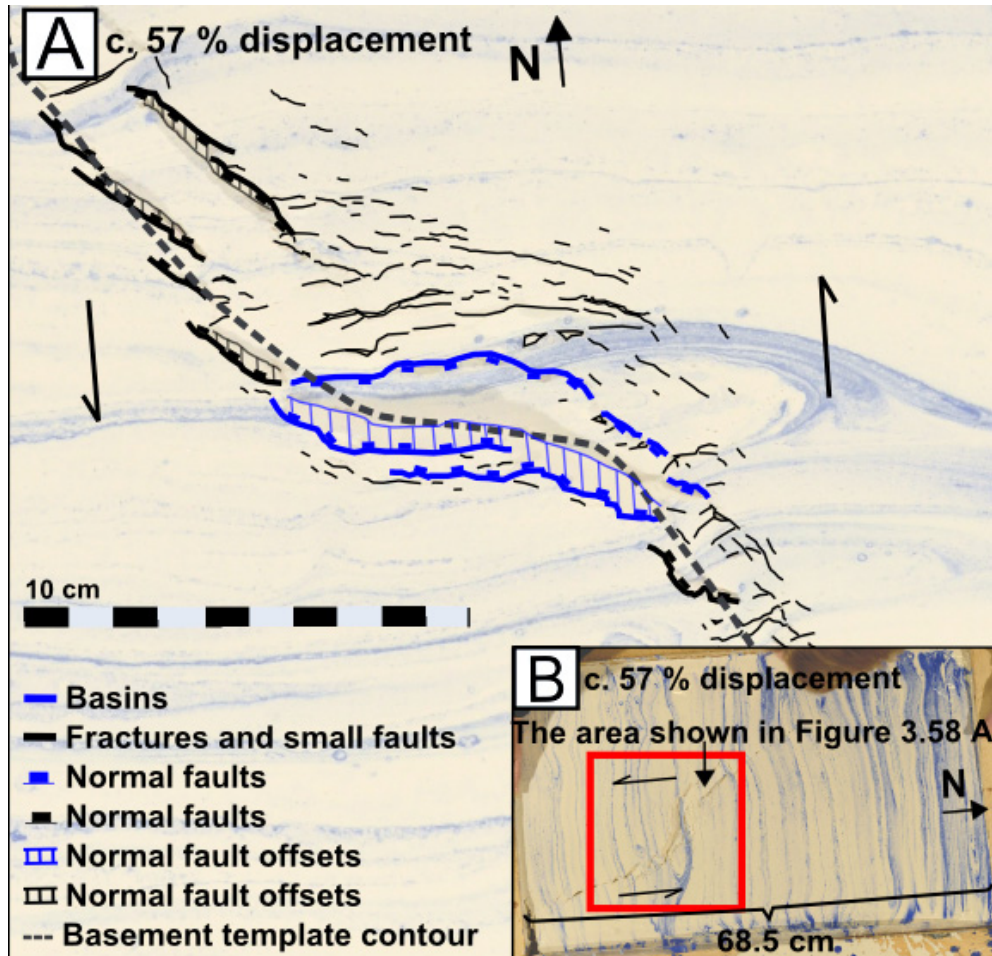 A c. 57 % displacement
N
10 cm
Basins
Fractures and small faults
Normal faults
Normal faults
Normal fault offsets
Normal fault offsets
Basement template contour
B c. 57 % displacement
The area shown in Figure 3.58 A
N
68.5 cm